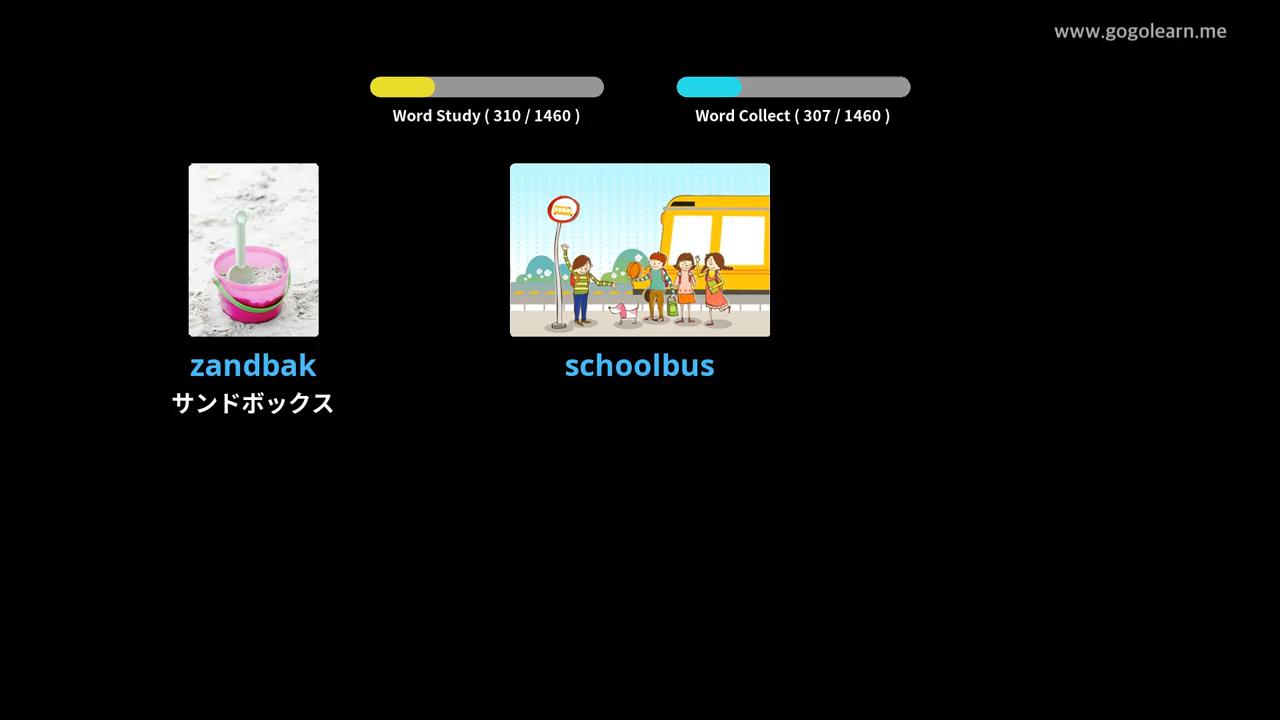 www.gogolearn.me
Word Study ( 310 / 1460 )
Word Collect ( 307 / 1460 )
zandbak
サンドボックス
schoolbus